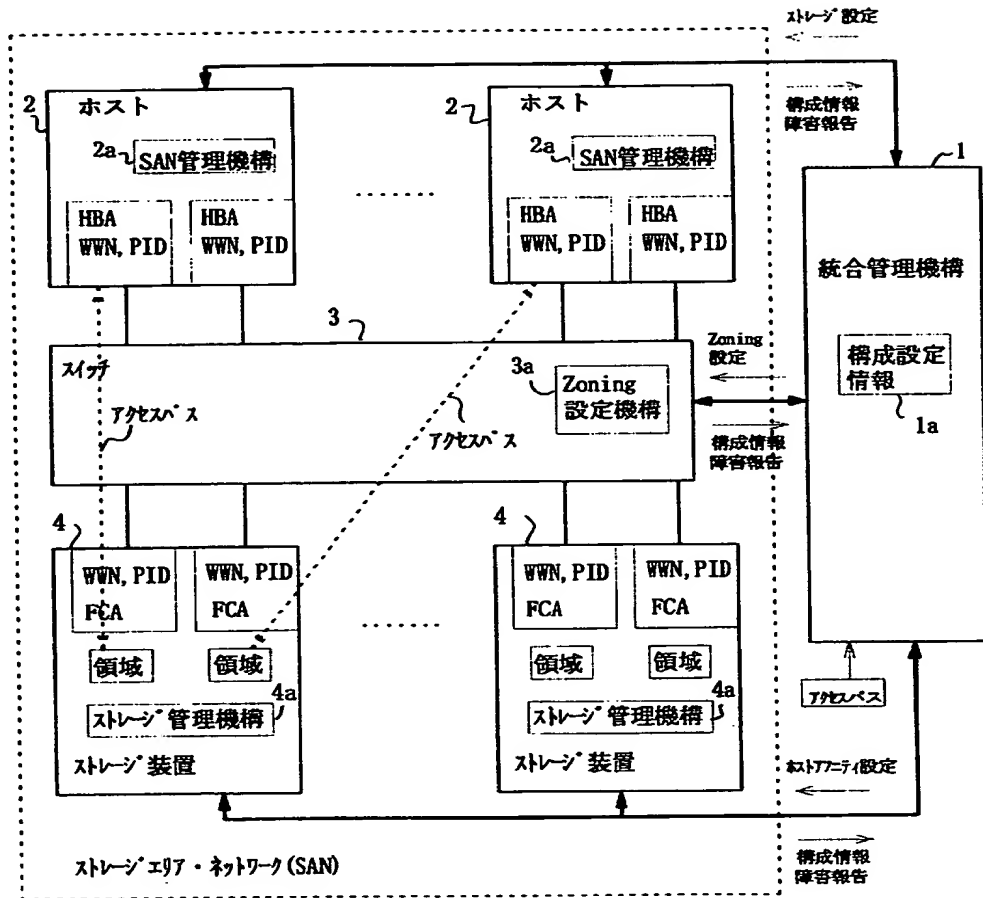 ストレージ設定
構成情報
障害報告
2
ホスト
2a
SAN管理機構
HBA
WWN, PID
HBA
WWN, PID
2
ホスト
2a
SAN管理機構
HBA
WWN, PID
HBA
WWN, PID
1
統合管理機構
構成設定
情報
1a
3
スイッチ
アクセスパス
アクセスパス
3a
Zoning
設定機構
Zoning
設定
構成情報
障害報告
4
WWN, PID
FCA
WWN, PID
FCA
領域
領域
4a
ストレージ管理機構
ストレージ装置
4
WWN, PID
FCA
WWN, PID
FCA
領域
領域
4a
ストレージ管理機構
ストレージ装置
アクセスパス
ホストアフニティ設定
構成情報
障害報告
ストレージエリア・ネットワーク(SAN)